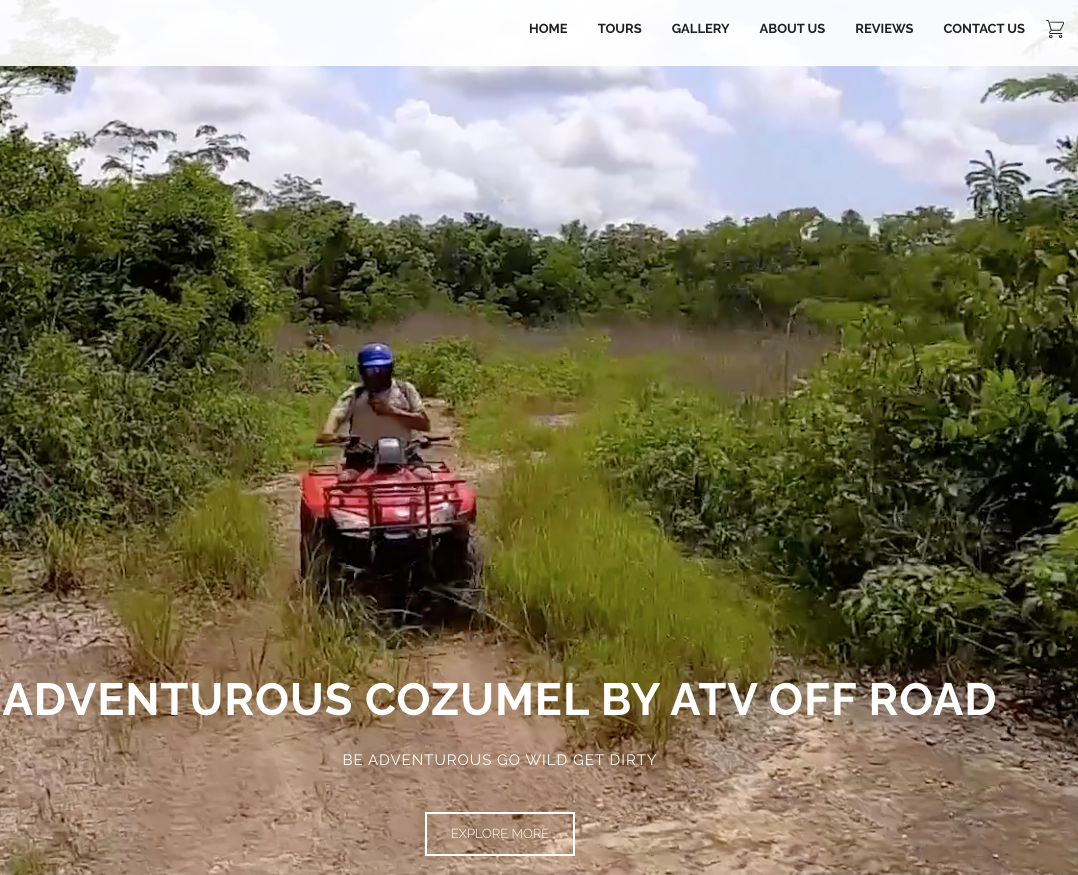 HOME TOURS GALLERY ABOUT US REVIEWS CONTACT US
ADVENTUROUS COZUMEL BY ATV OFF ROAD
BE ADVENTUROUS GO WILD GET DIRTY
EXPLORE MORE